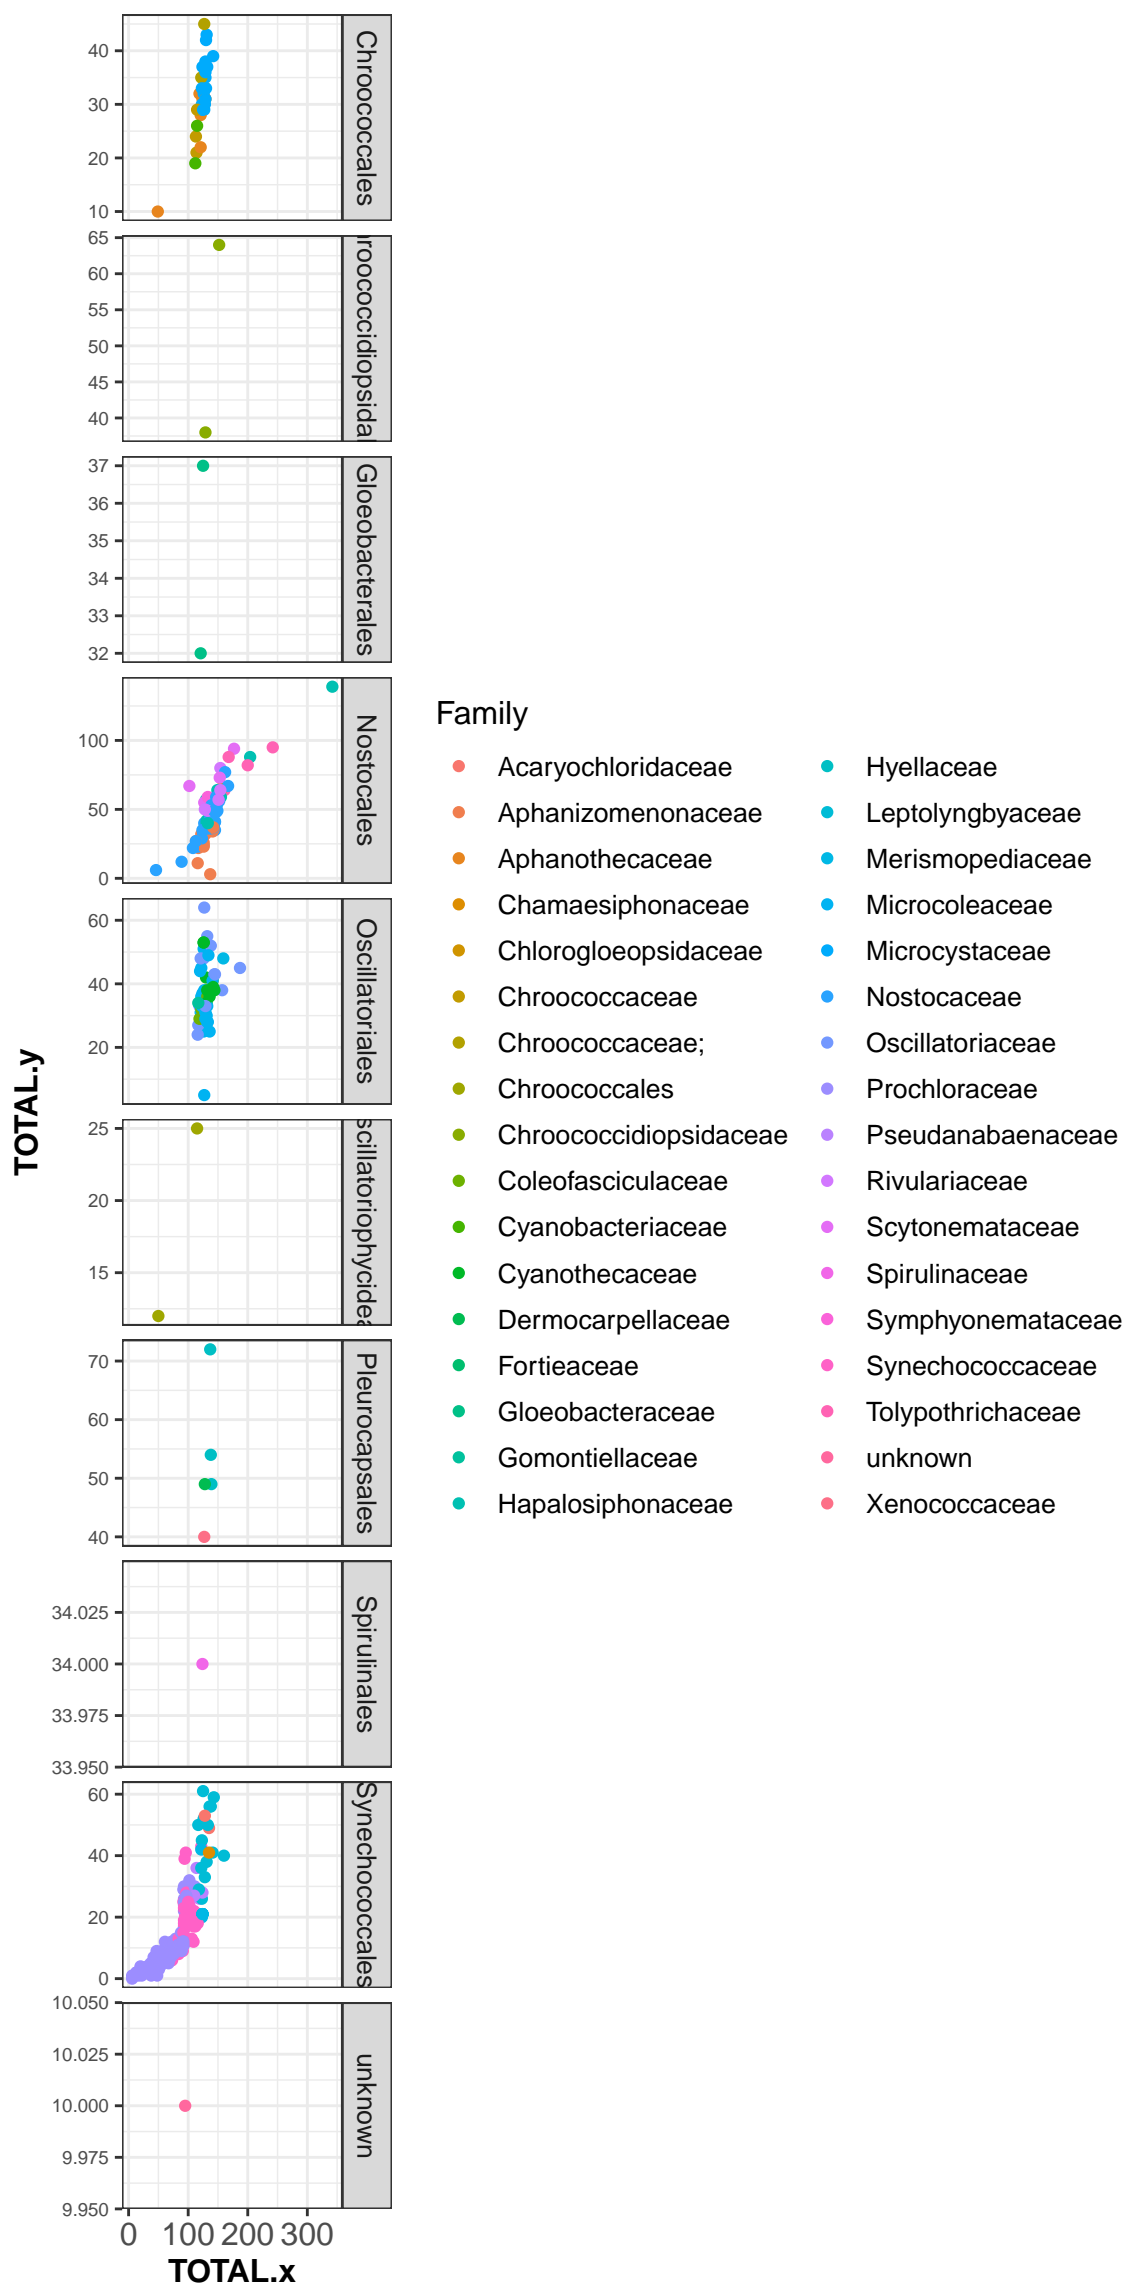 40
30
20
10
Chroococcales
65
60
55
50
45
40
roococcidiopsidal
37
36
35
34
33
32
Gloeobacterales
100
50
0
Nostocales
60
40
20
Oscillatoriales
25
20
15
scillatoriophycidea
70
60
50
40
Pleurocapsales
34.025
34.000
33.975
33.950
Spirulinales
60
40
20
0
Synechococcales
10.050
10.025
10.000
9.975
9.950
unknown
0 100 200 300
TOTAL.x
TOTAL.y
Family
Acaryochloridaceae
Aphanizomenonaceae
Aphanothecaceae
Chamaesiphonaceae
Chlorogloeopsidaceae
Chroococcaceae
Chroococcaceae;
Chroococcales
Chroococcidiopsidaceae
Coleofasciculaceae
Cyanobacteriaceae
Cyanothecaceae
Dermocarpellaceae
Fortieaceae
Gloeobacteraceae
Gomontiellaceae
Hapalosiphonaceae
Hyellaceae
Leptolyngbyaceae
Merismopediaceae
Microcoleaceae
Microcystaceae
Nostocaceae
Oscillatoriaceae
Prochloraceae
Pseudanabaenaceae
Rivulariaceae
Scytonemataceae
Spirulinaceae
Symphyonemataceae
Synechococcaceae
Tolypothrichaceae
unknown
Xenococcaceae